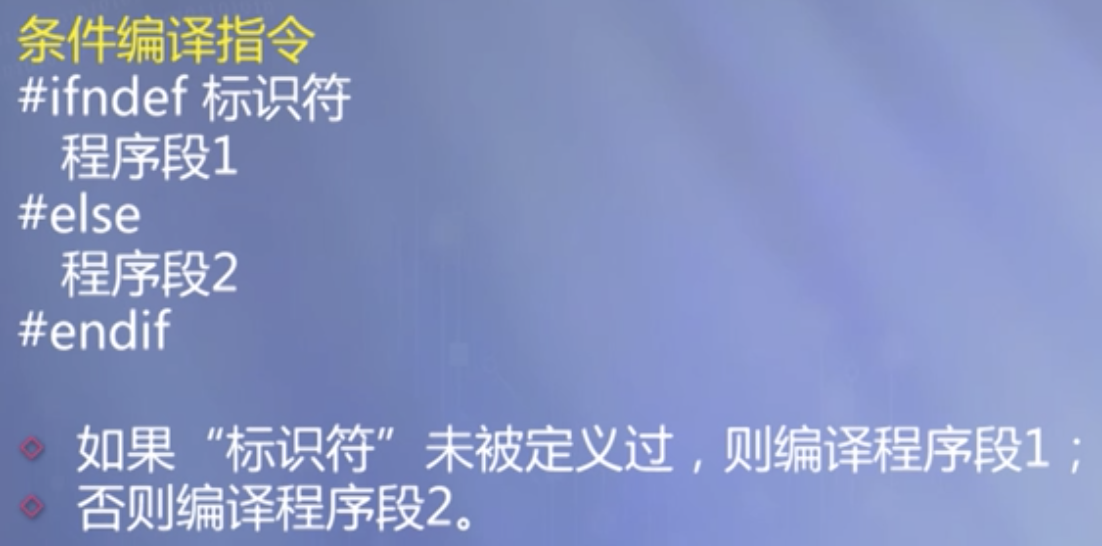 条件编译指令
#ifndef 标识符
程序段1
#else
程序段2
#endif
如果“标识符”未被定义过，则编译程序段1；
否则编译程序段2。